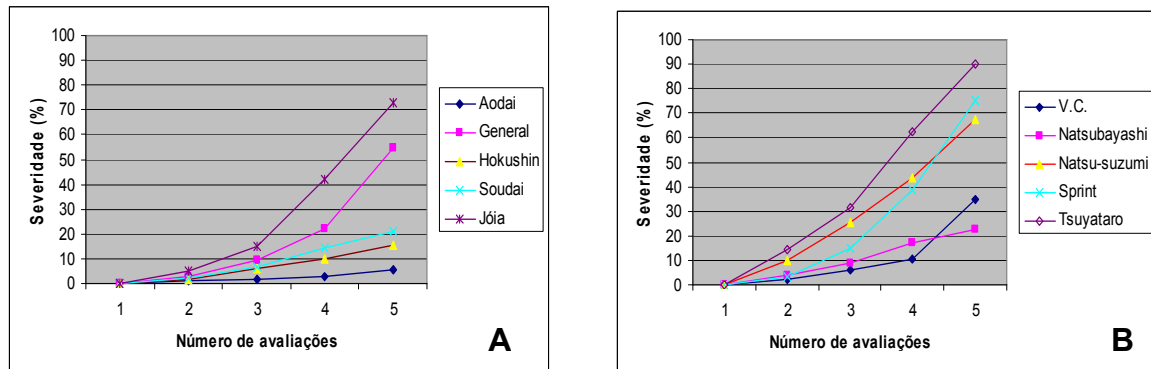 100
90
80
70
60
50
40
30
20
10
0
Severidade (%)
1 2 3 4 5
Número de avaliações
Aodai
General
Hokushin
Soudai
Jóia
A
100
90
80
70
60
50
40
30
20
10
0
Severidade (%)
1 2 3 4 5
Número de avaliações
V.C.
Natsubayashi
Natsu-suzumi
Sprint
Tsuyataro
B